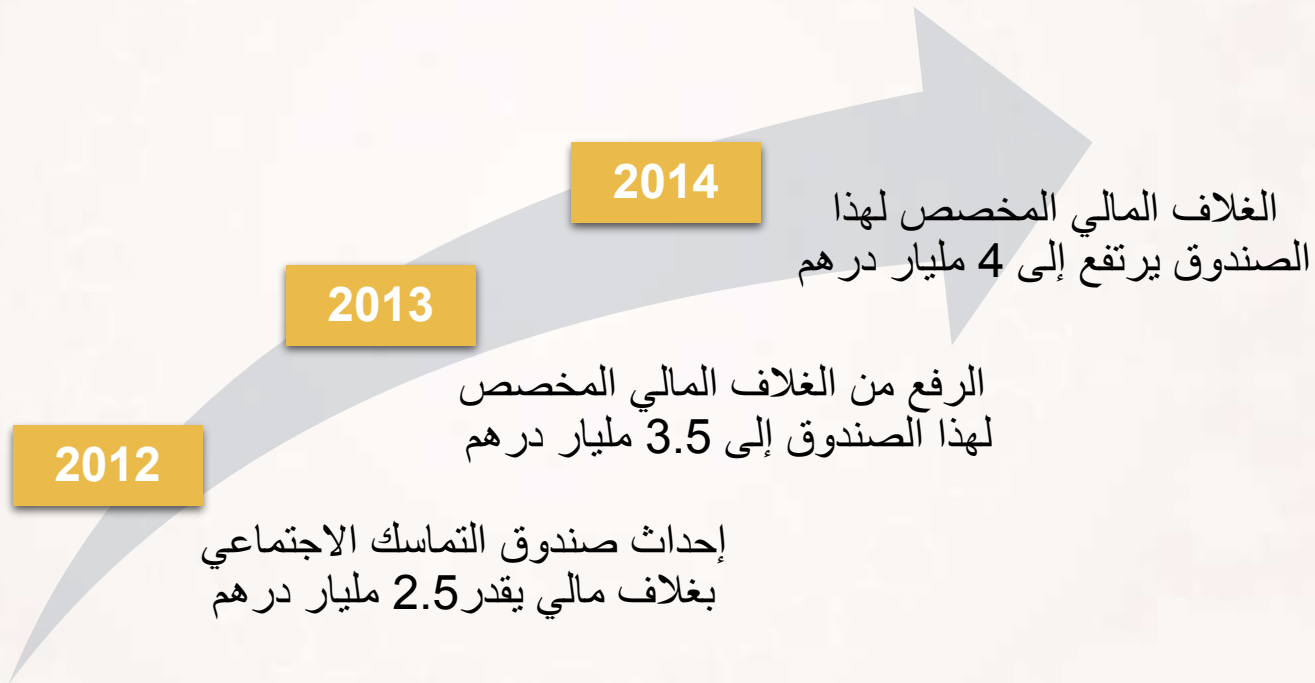 2014
الغلاف المالي المخصص لهذا
الصندوق يرتفع إلى 4 مليار درهم
2013
الرفع من الغلاف المالي المخصص
لهذا الصندوق إلى 3.5 مليار درهم
2012
إحداث صندوق التماسك الاجتماعي
بغلاف مالي يقدر2.5 مليار درهم